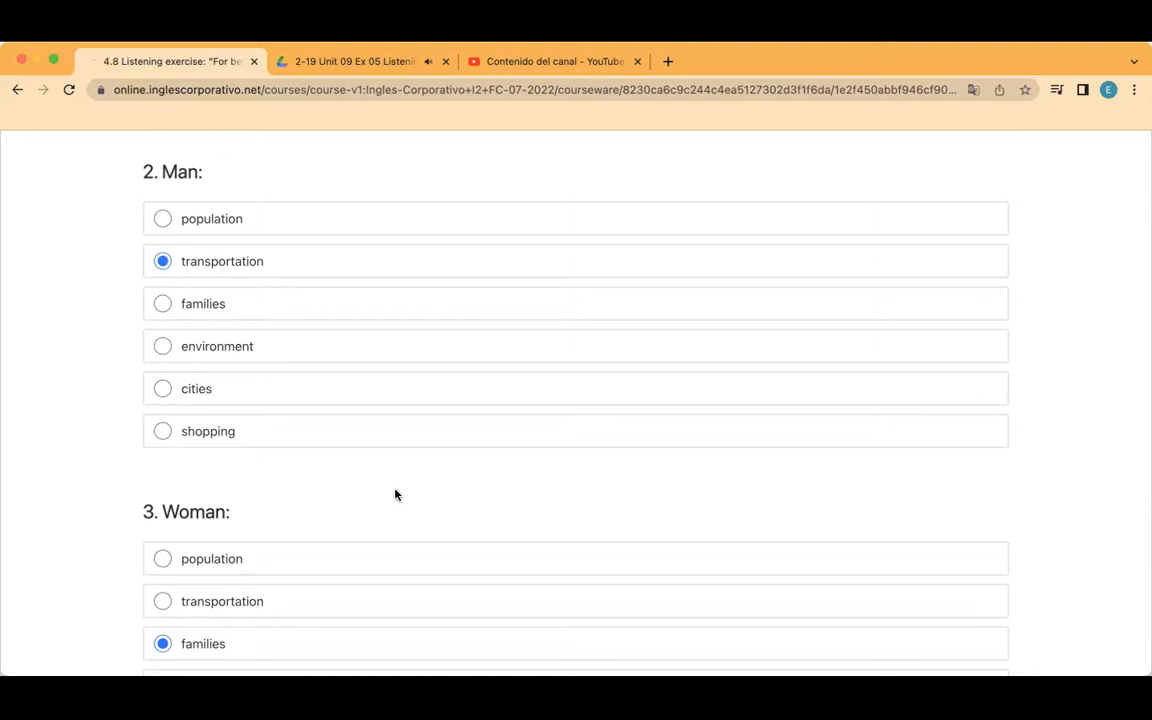 4.8 Listening exercise: "For be
2-19 Unit 09 Ex 05 Listenin
Contenido del canal - YouTube
online.inglescorporativo.net/courses/course-v1:Ingles-Corporativo+I2+FC-07-2022/courseware/8230ca6c9c244c4ea5127302d3f1f6da/1e2f450abbf946cf90...
E
2. Man:
population
transportation
families
environment
cities
shopping
3. Woman:
population
transportation
families